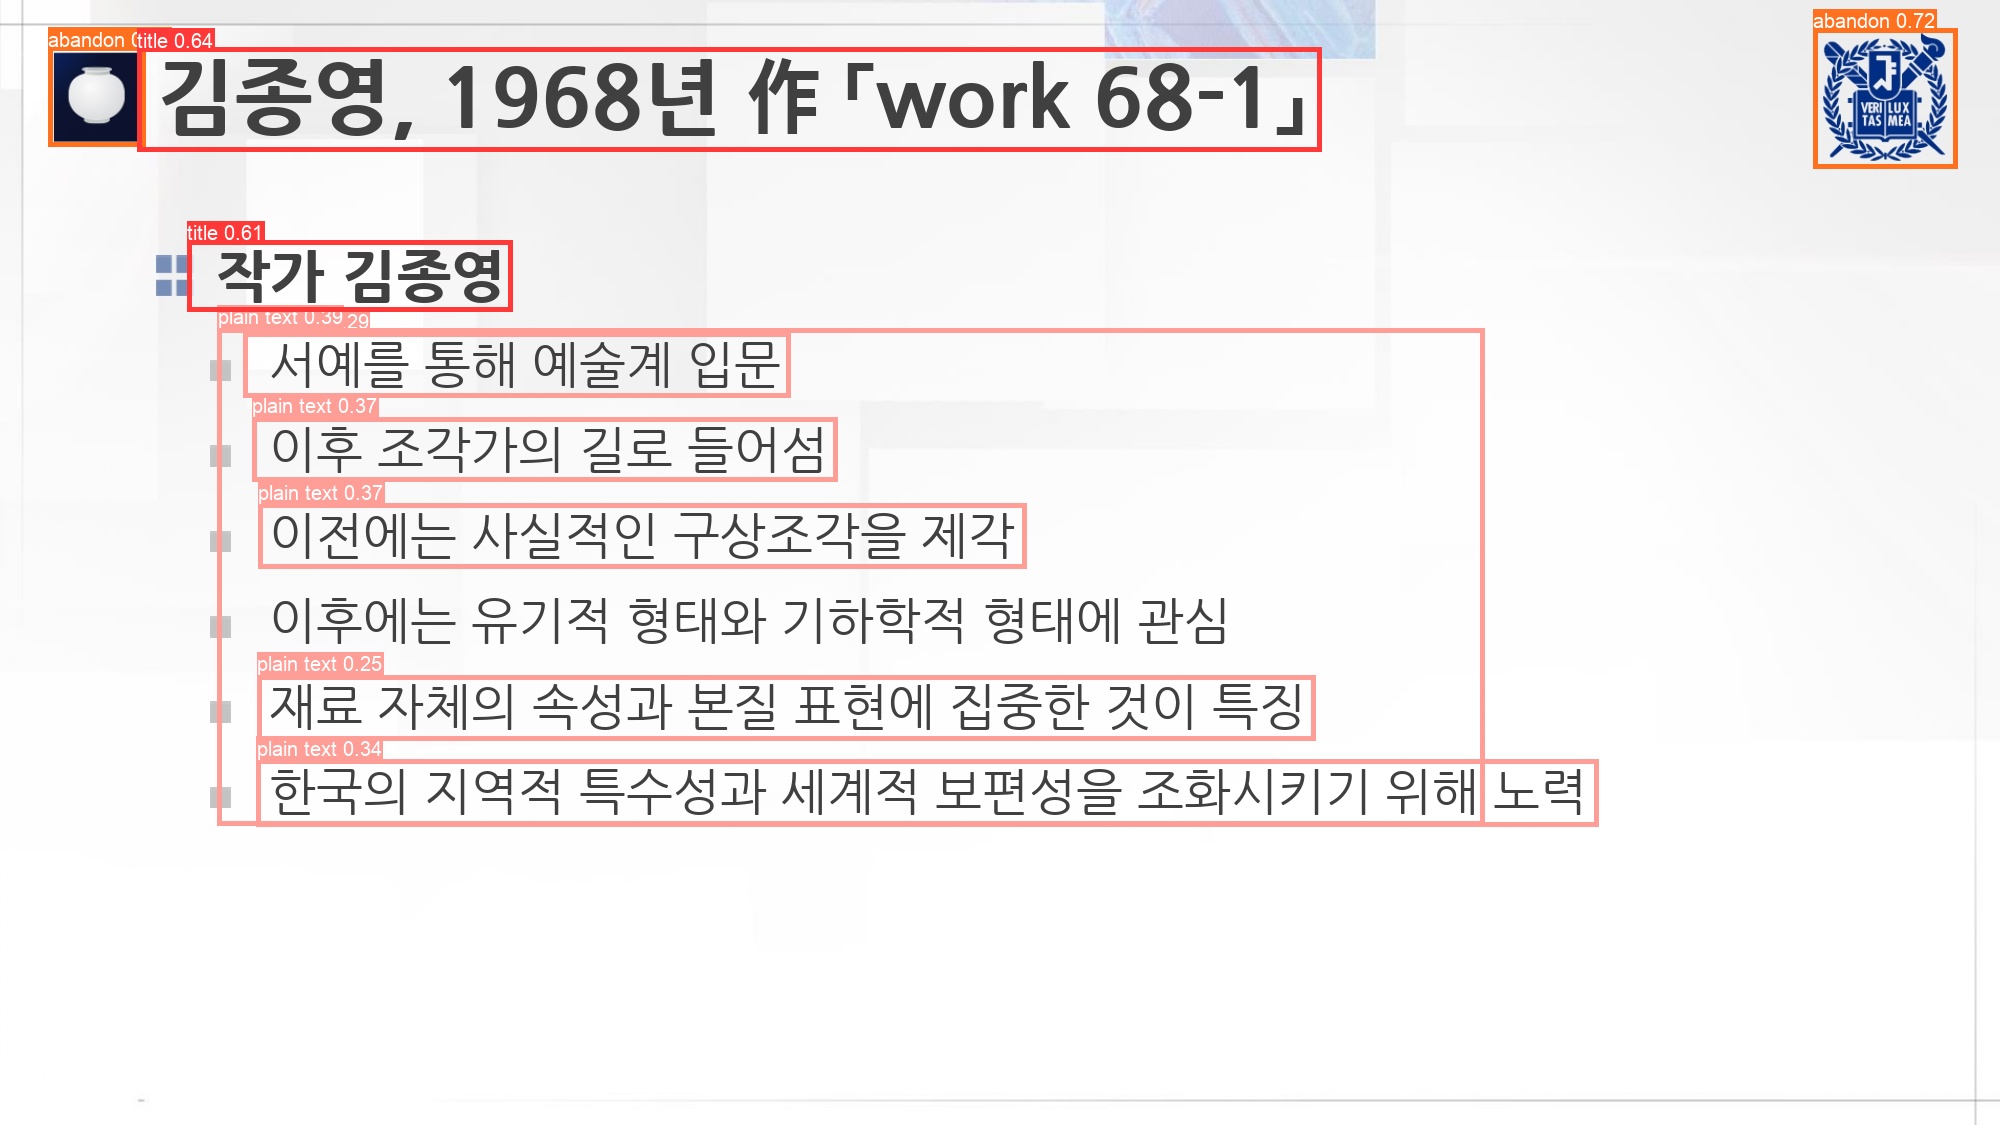 abandon
title 0.64
abandon 0.72
김종영, 1968년 作「work 68-1」
VERI LUX
TAS MEA
title 0.61
작가 김종영
plain text 0.39
29
서예를 통해 예술계 입문
plain text 0.37
이후 조각가의 길로 들어섬
plain text 0.37
이전에는 사실적인 구상조각을 제각
이후에는 유기적 형태와 기하학적 형태에 관심
plain text 0.25
재료 자체의 속성과 본질 표현에 집중한 것이 특징
plain text 0.34
한국의 지역적 특수성과 세계적 보편성을 조화시키기 위해 노력